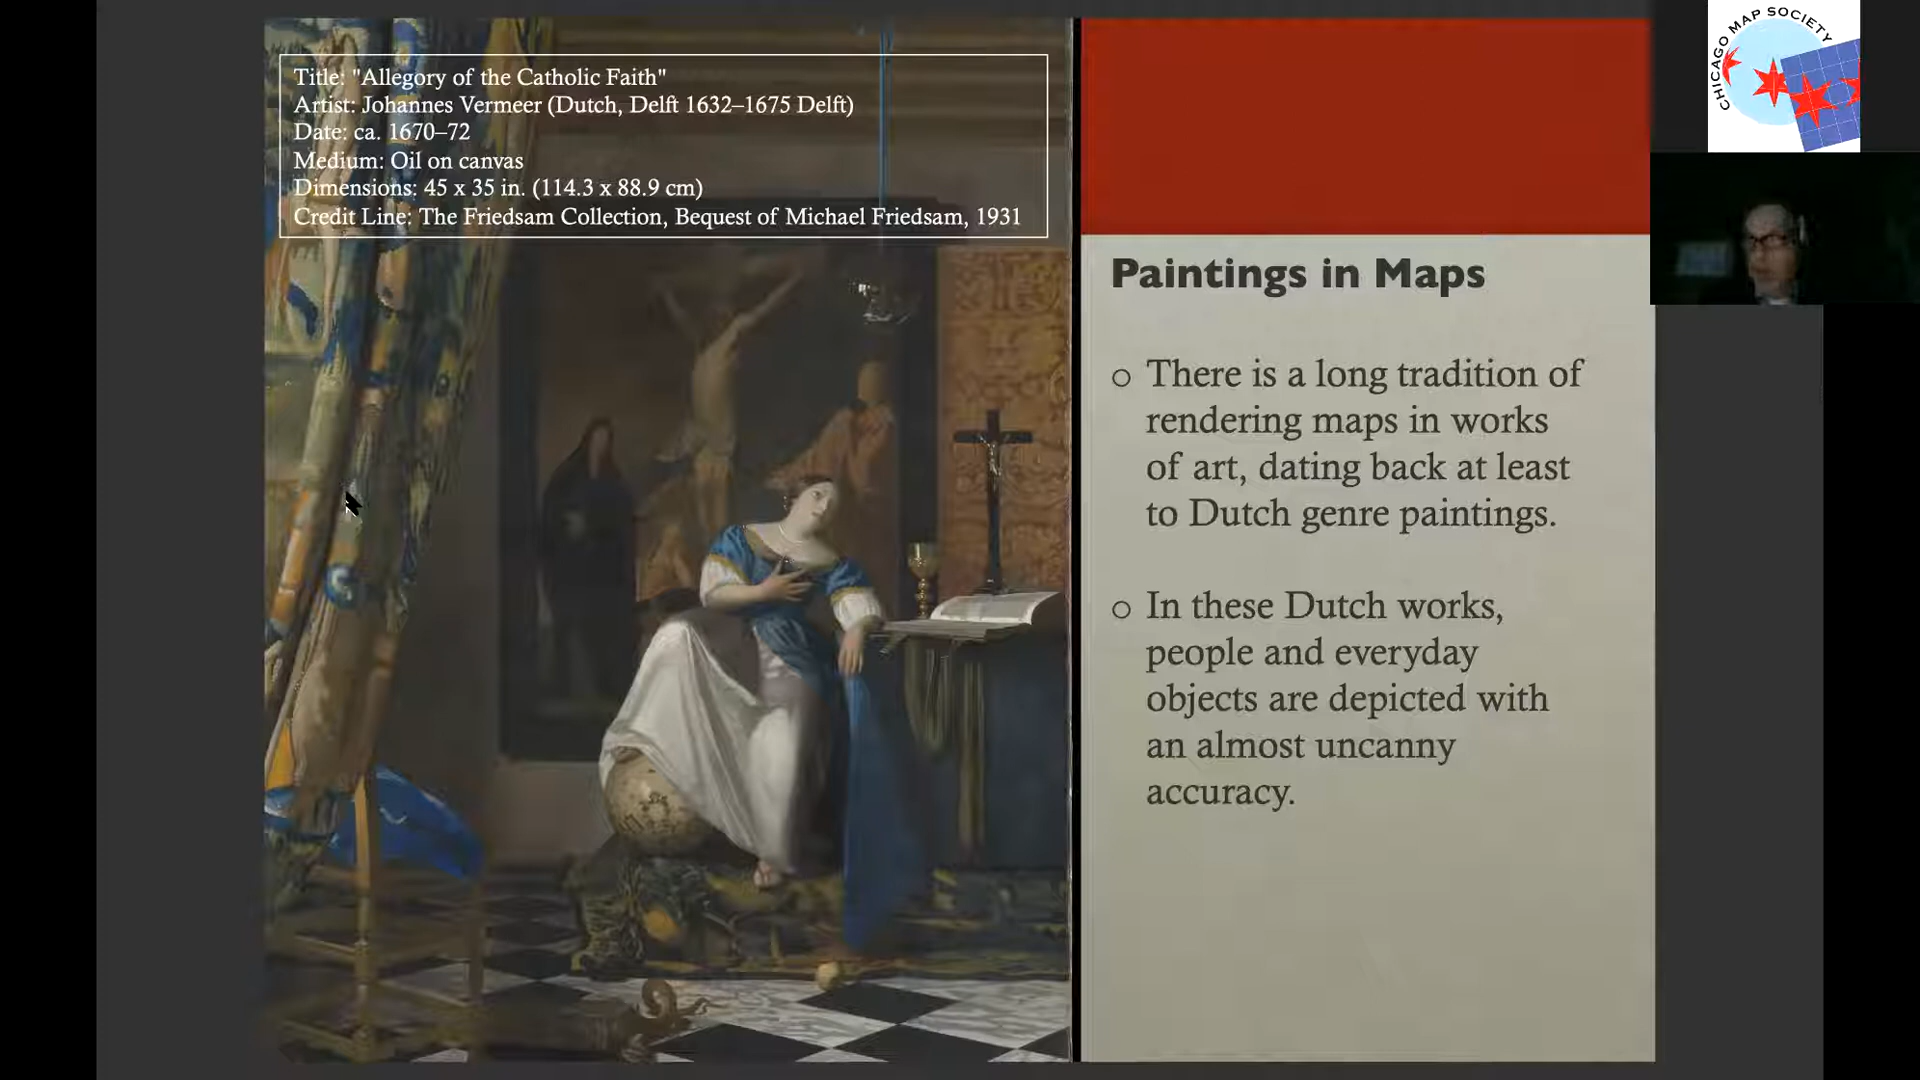 Title: "Allegory of the Catholic Faith"
Artist: Johannes Vermeer (Dutch, Delft 1632–1675 Delft)
Date: ca. 1670–72
Medium: Oil on canvas
Dimensions: 45 x 35 in. (114.3 x 88.9 cm)
Credit Line: The Friedsam Collection, Bequest of Michael Friedsam, 1931
Paintings in Maps
○ There is a long tradition of
rendering maps in works
of art, dating back at least
to Dutch genre paintings.
○ In these Dutch works,
people and everyday
objects are depicted with
an almost uncanny
accuracy.
CHICAGO MAP SOCIETY